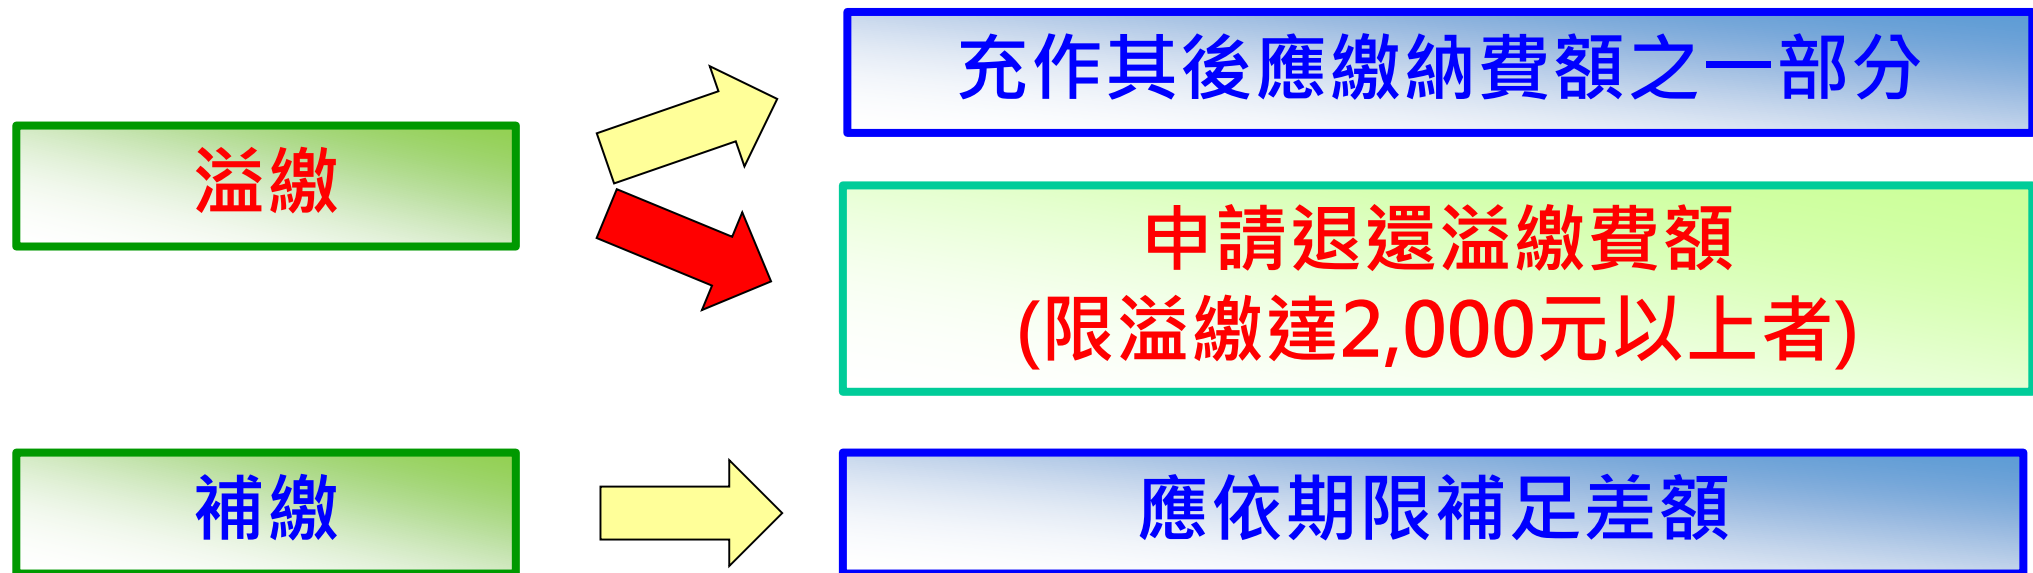 溢繳
充作其後應繳納費額之一部分
申請退還溢繳費額
(限溢繳達2,000元以上者)
補繳
應依期限補足差額